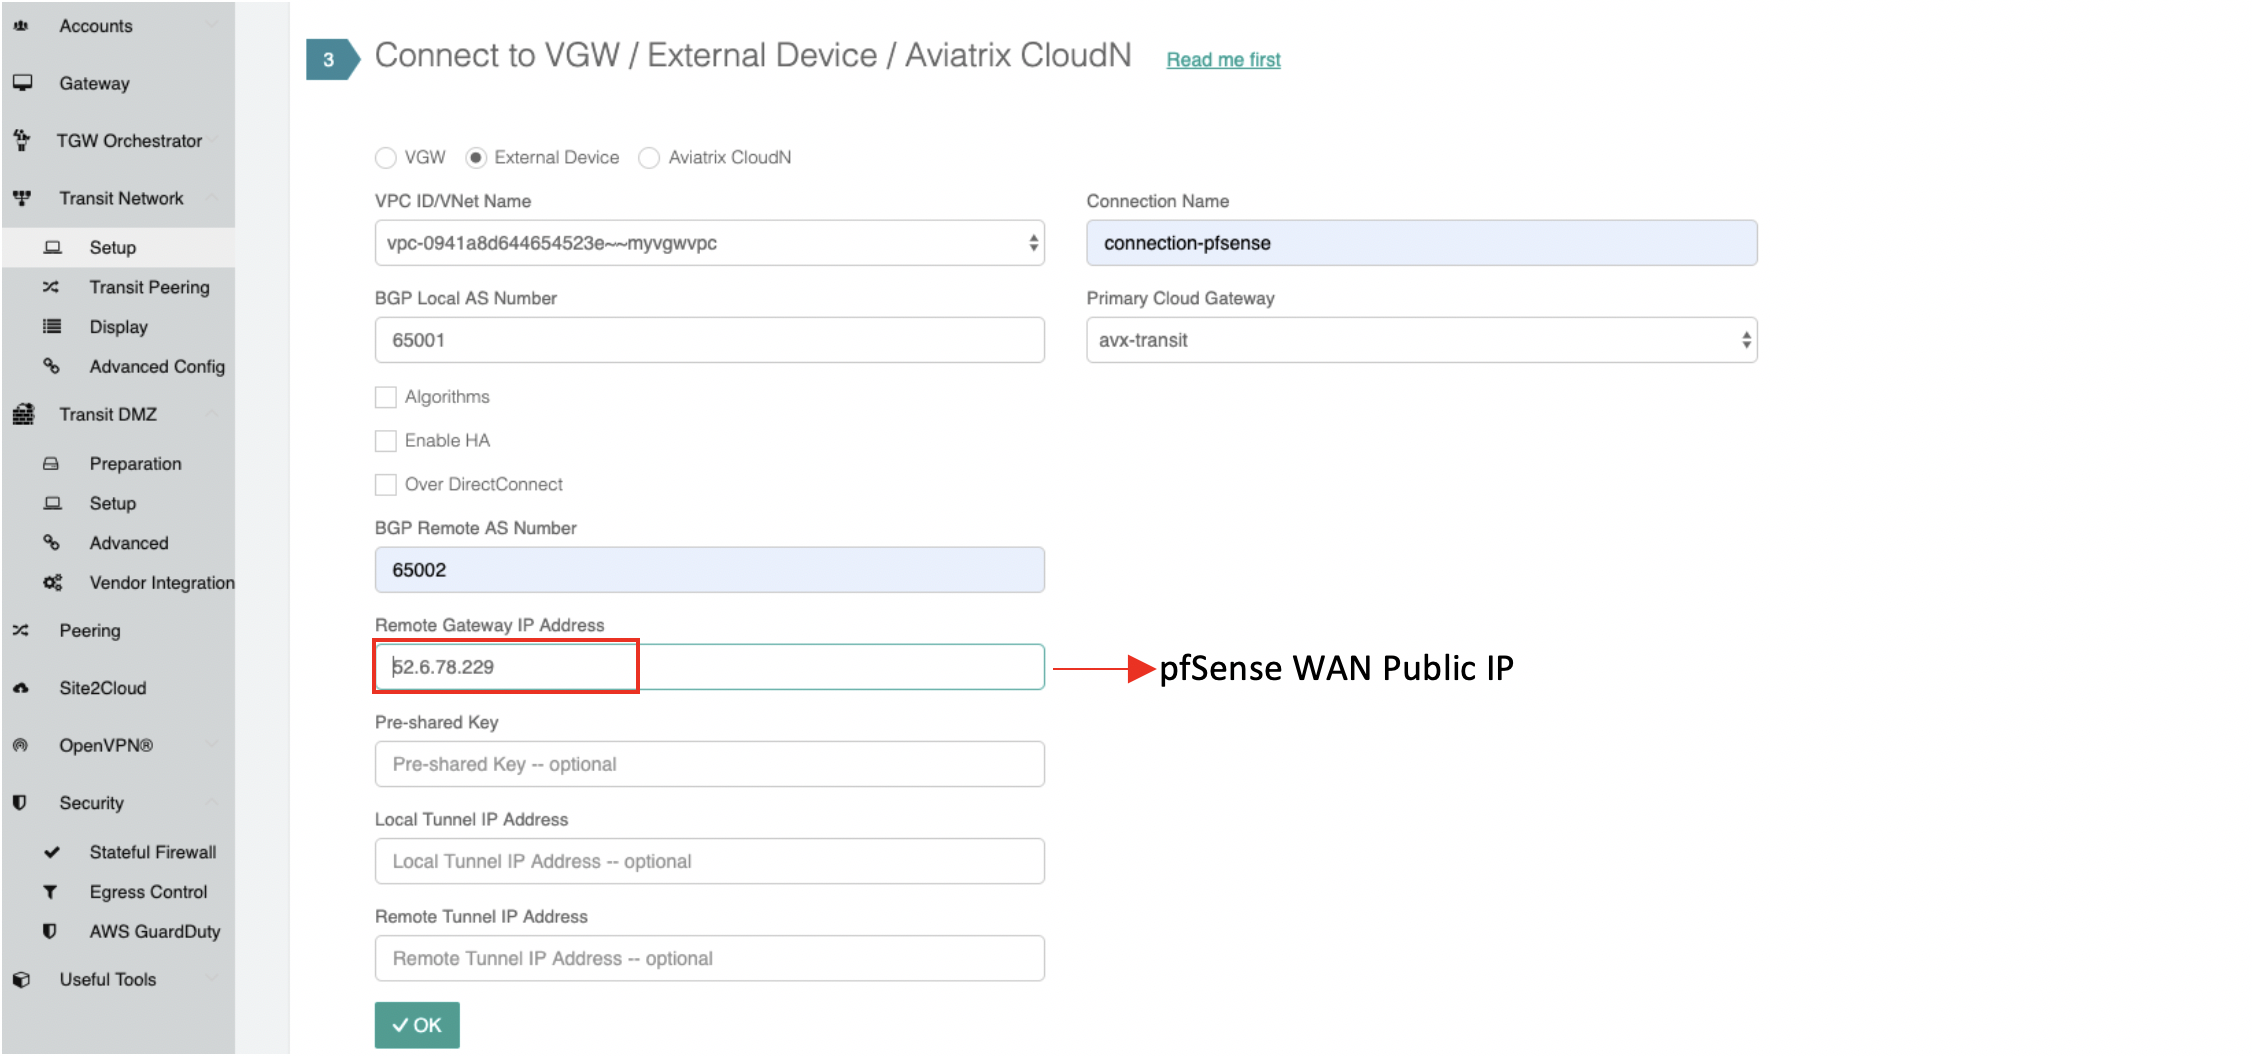 Accounts
Gateway
TGW Orchestrator
Transit Network
Setup
Transit Peering
Display
Advanced Config
Transit DMZ
Preparation
Setup
Advanced
Vendor Integration
Peering
Site2Cloud
OpenVPN®
Security
Stateful Firewall
Egress Control
AWS GuardDuty
Useful Tools
3 Connect to VGW / External Device / Aviatrix CloudN Read me first
VGW External Device Aviatrix CloudN
VPC ID/VNet Name
vpc-0941a8d644654523e~~myvgwvpc
Connection Name
connection-pfsense
BGP Local AS Number
65001
Primary Cloud Gateway
avx-transit
Algorithms
Enable HA
Over DirectConnect
BGP Remote AS Number
65002
Remote Gateway IP Address
52.6.78.229
pfSense WAN Public IP
Pre-shared Key
Pre-shared Key -- optional
Local Tunnel IP Address
Local Tunnel IP Address -- optional
Remote Tunnel IP Address
Remote Tunnel IP Address -- optional
OK